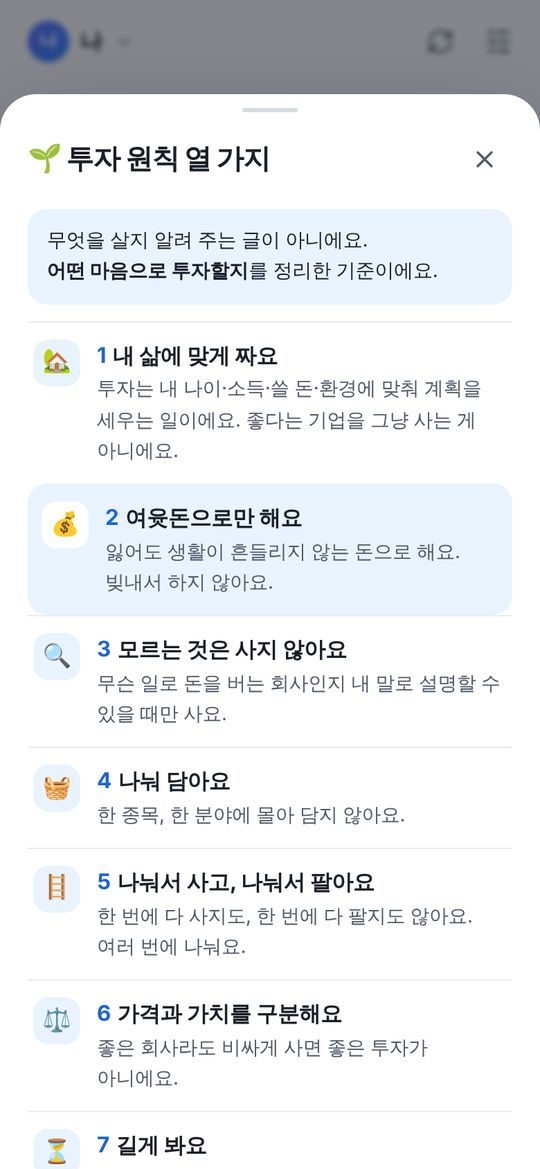 나 나
🌱 투자 원칙 열 가지
무엇을 살지 알려 주는 글이 아니에요.
어떤 마음으로 투자할지를 정리한 기준이에요.
1 내 삶에 맞게 짜요
투자는 내 나이·소득·쓸 돈·환경에 맞춰 계획을
세우는 일이에요. 좋다는 기업을 그냥 사는 게
아니에요.
2 여윳돈으로만 해요
잃어도 생활이 흔들리지 않는 돈으로 해요.
빚내서 하지 않아요.
3 모르는 것은 사지 않아요
무슨 일로 돈을 버는 회사인지 내 말로 설명할 수
있을 때만 사요.
4 나눠 담아요
한 종목, 한 분야에 몰아 담지 않아요.
5 나눠서 사고, 나눠서 팔아요
한 번에 다 사지도, 한 번에 다 팔지도 않아요.
여러 번에 나눠요.
6 가격과 가치를 구분해요
좋은 회사라도 비싸게 사면 좋은 투자가
아니에요.
7 길게 봐요